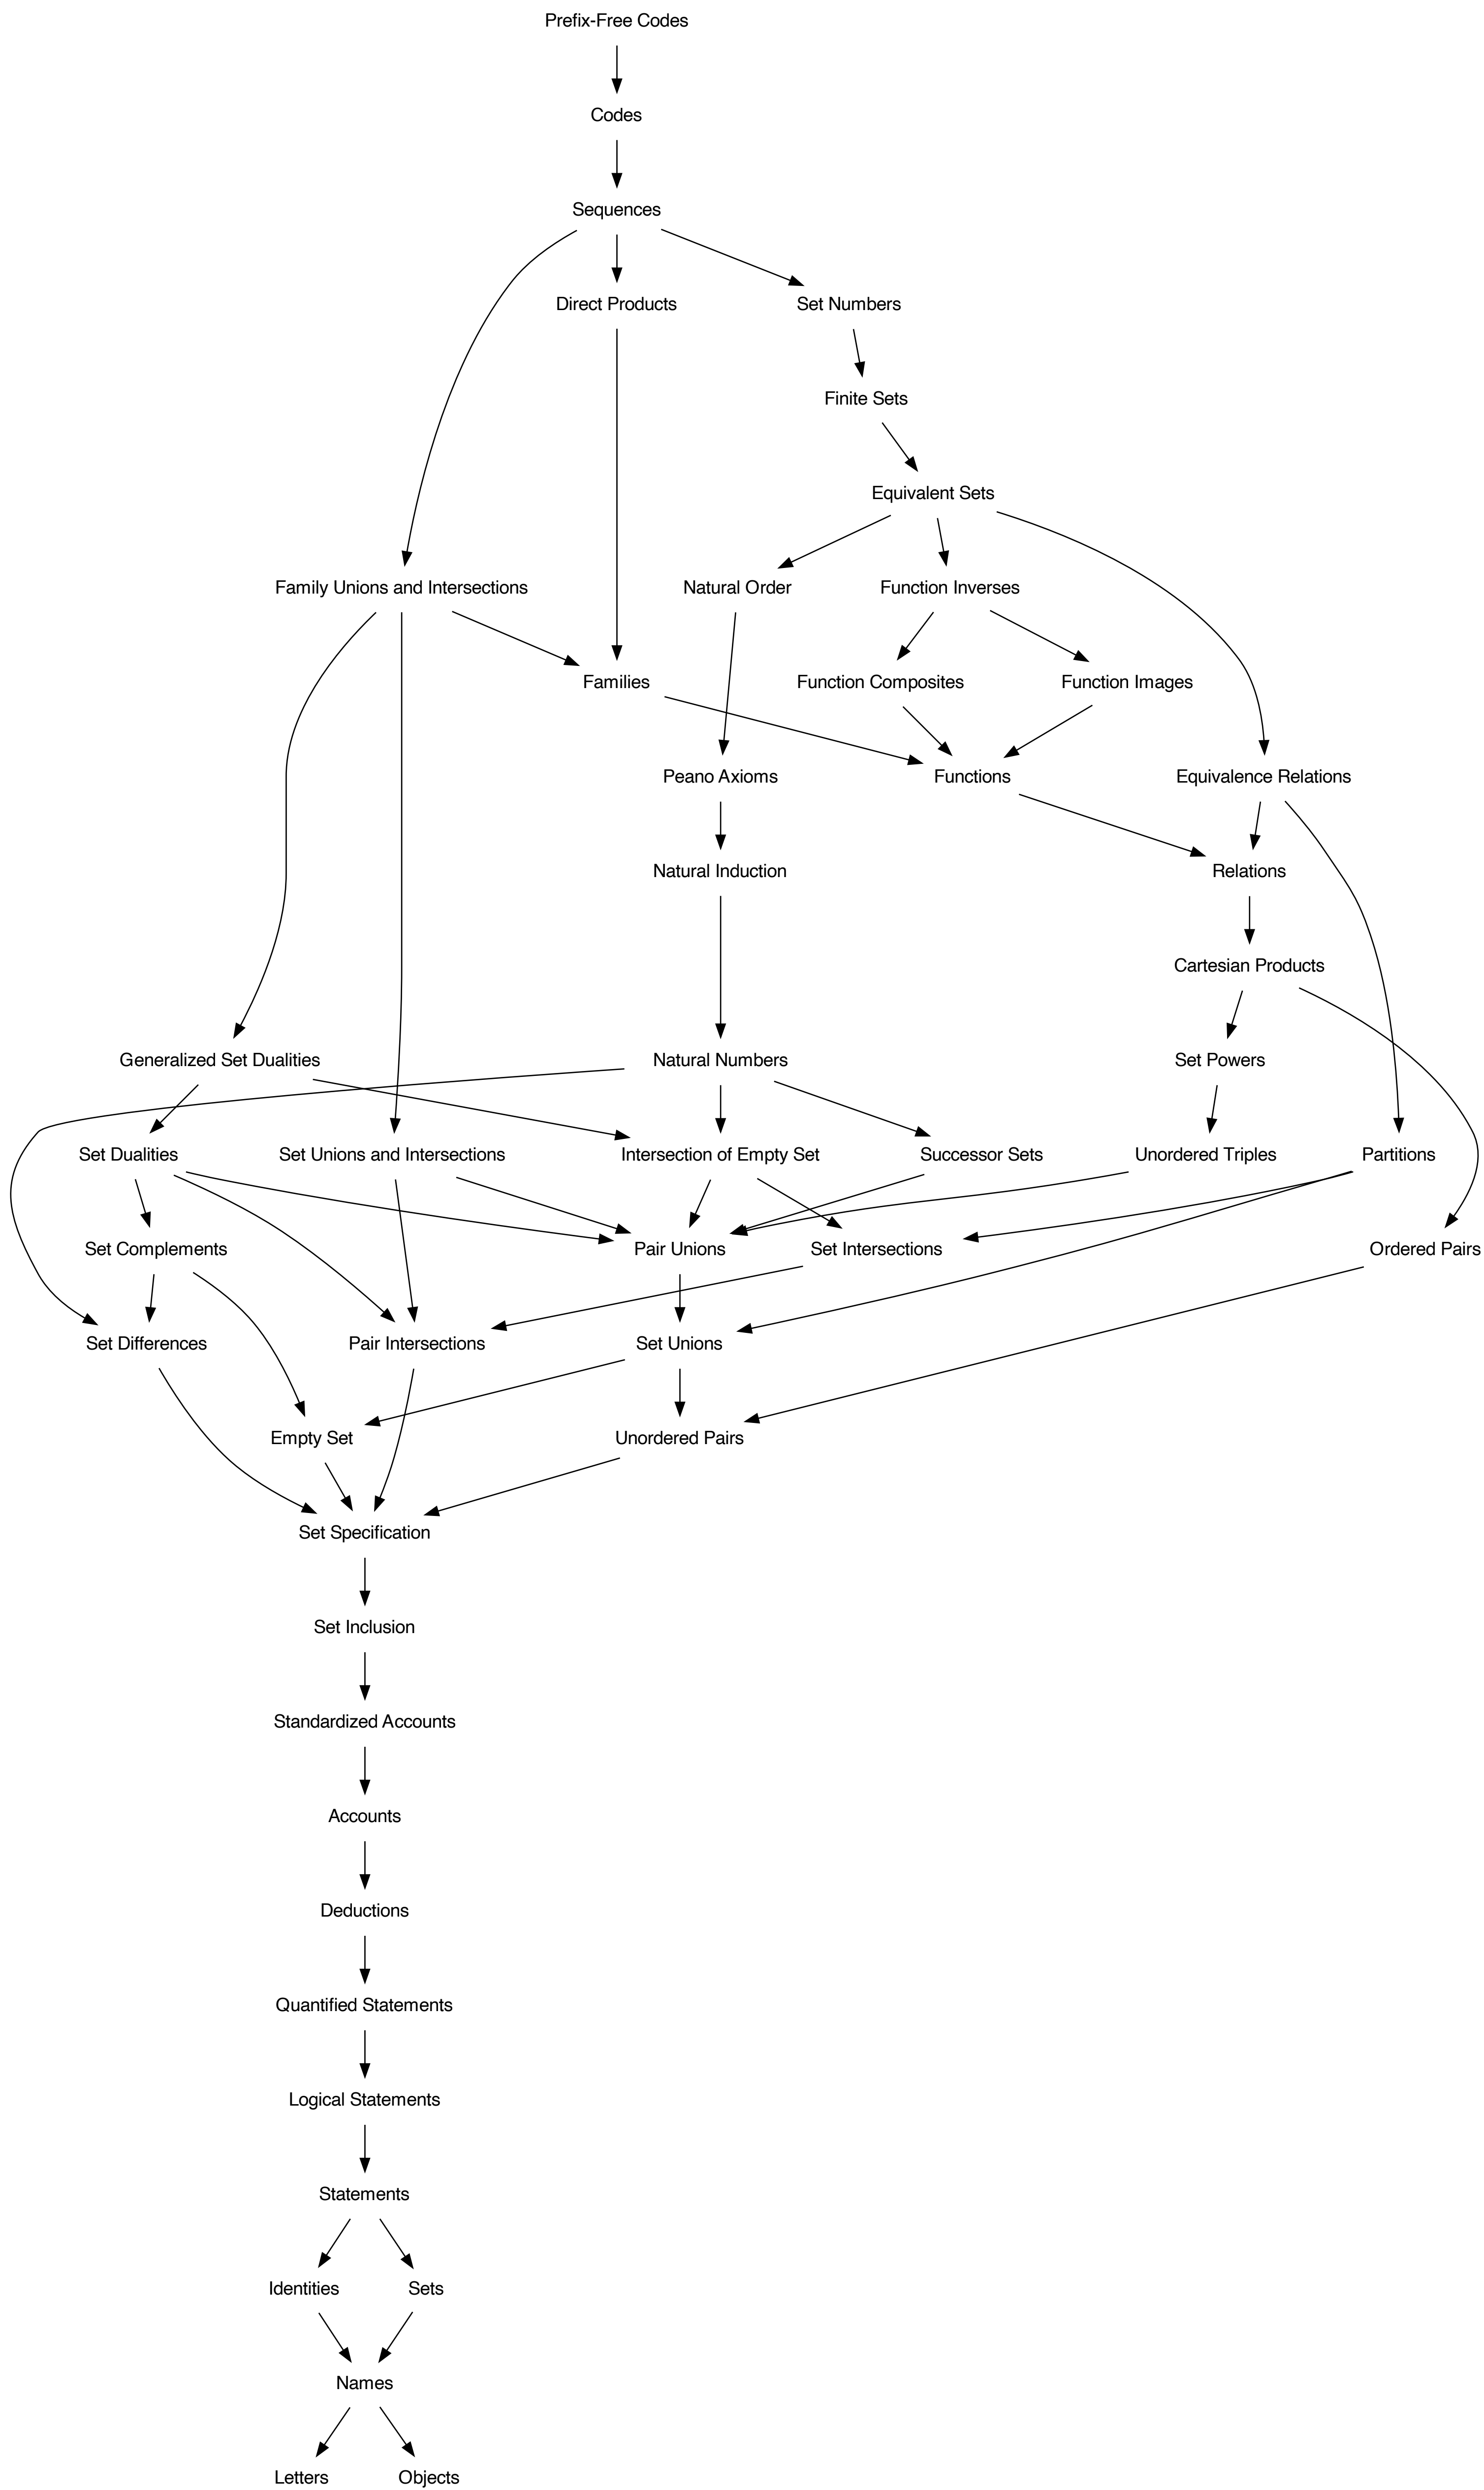 Prefix-Free Codes
Codes
Sequences
Direct Products
Set Numbers
Finite Sets
Equivalent Sets
Family Unions and Intersections
Natural Order
Function Inverses
Families
Function Composites
Function Images
Peano Axioms
Functions
Equivalence Relations
Natural Induction
Relations
Cartesian Products
Generalized Set Dualities
Natural Numbers
Set Powers
Set Dualities
Set Unions and Intersections
Intersection of Empty Set
Successor Sets
Unordered Triples
Partitions
Set Complements
Pair Unions
Set Intersections
Ordered Pairs
Set Differences
Pair Intersections
Set Unions
Empty Set
Unordered Pairs
Set Specification
Set Inclusion
Standardized Accounts
Accounts
Deductions
Quantified Statements
Logical Statements
Statements
Identities
Sets
Names
Letters
Objects